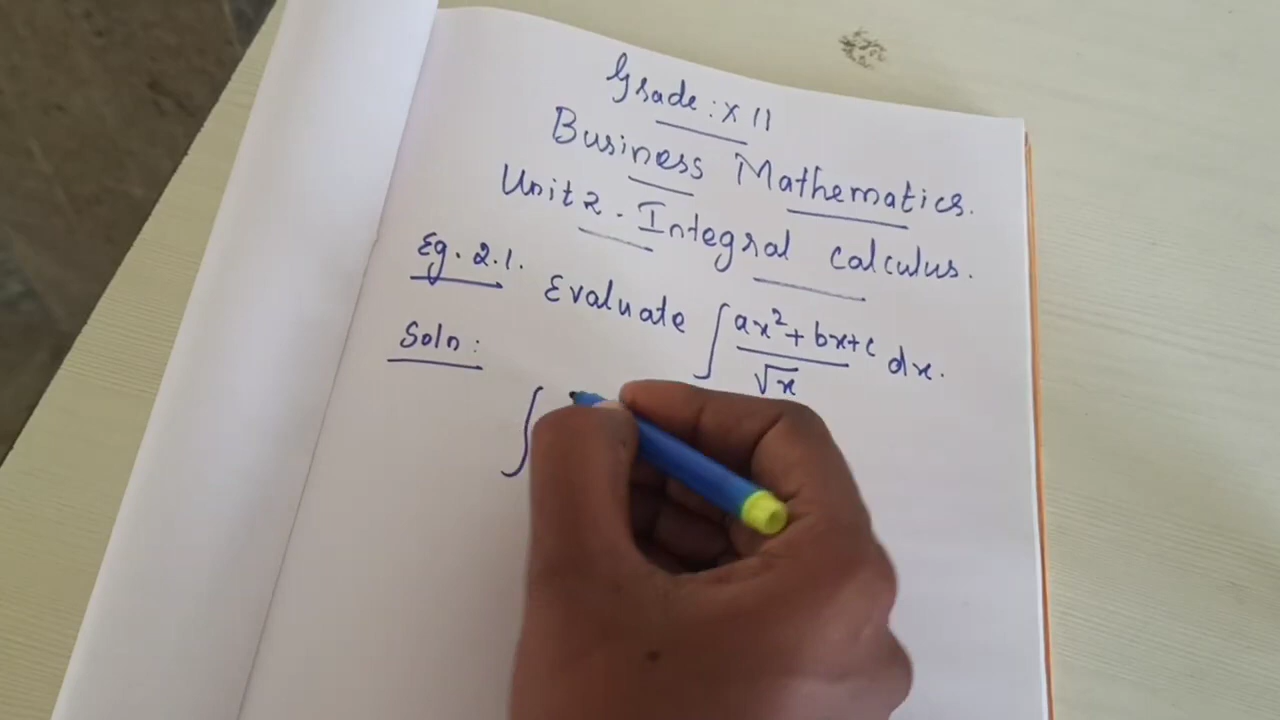 Grade: XII
Business Mathematics.
Unit 2. Integral Calculus.
Eg. 2.1. Evaluate ∫ ax²+bx+c / √x dx.
Soln:
∫